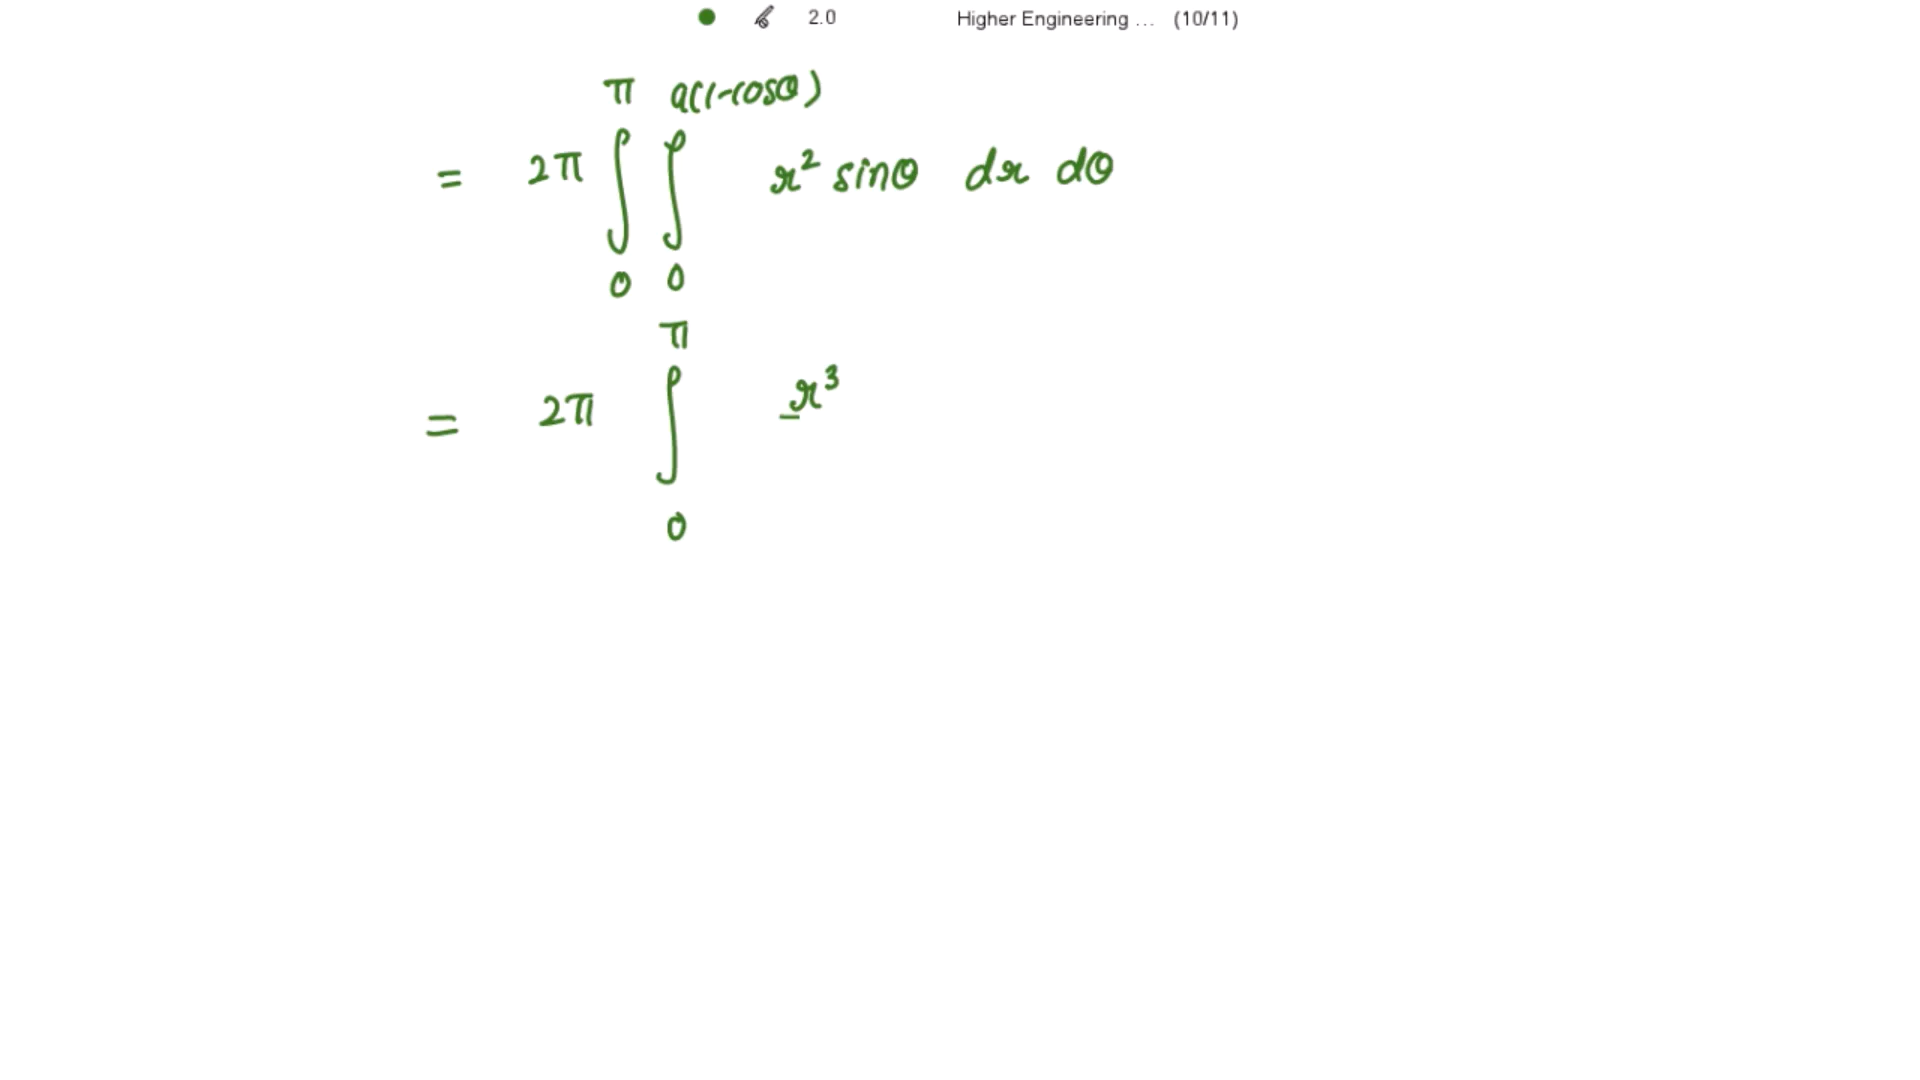 2.0 Higher Engineering ... (10/11)
π a(1-cosθ)
= 2π ∫ ∫ r² sinθ dr dθ
0 0
π
= 2π ∫ r³
0